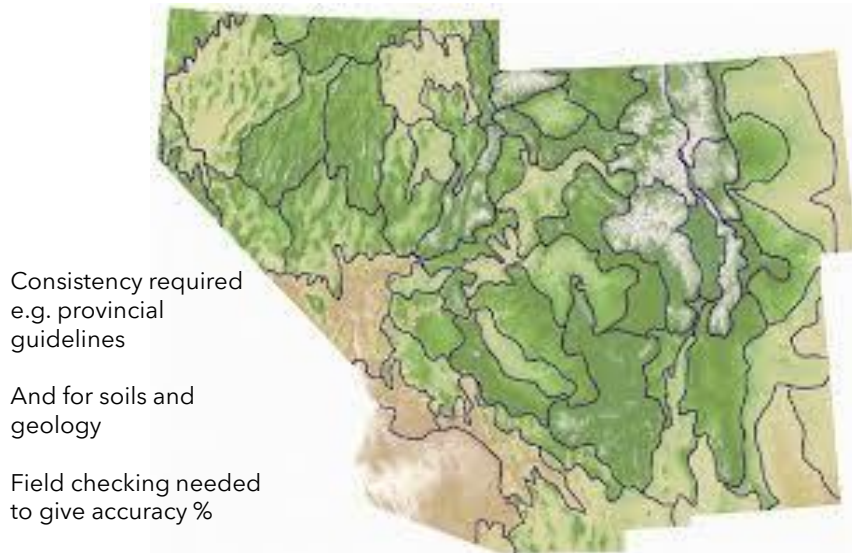 Consistency required
e.g. provincial
guidelines
And for soils and
geology
Field checking needed
to give accuracy %